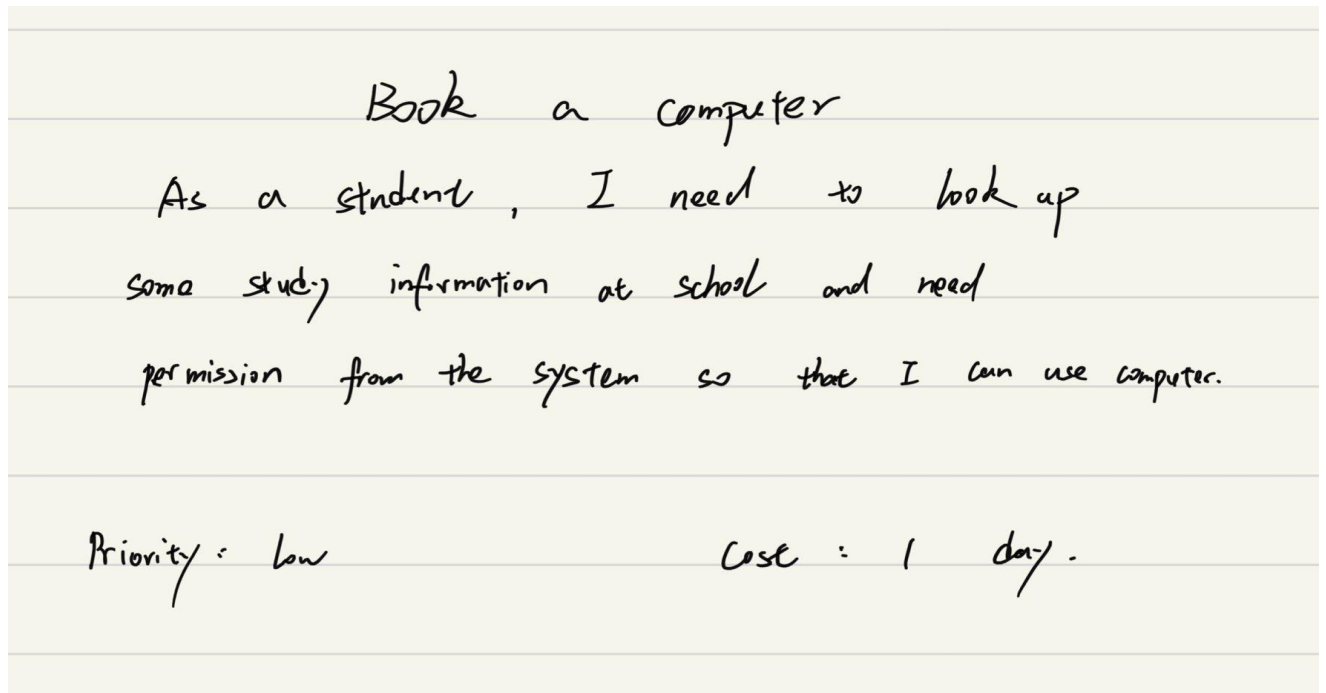 Book a computer
As a student, I need to look up
some study information at school and need
permission from the system so that I can use computer.
Priority: low
Cost: 1 day.